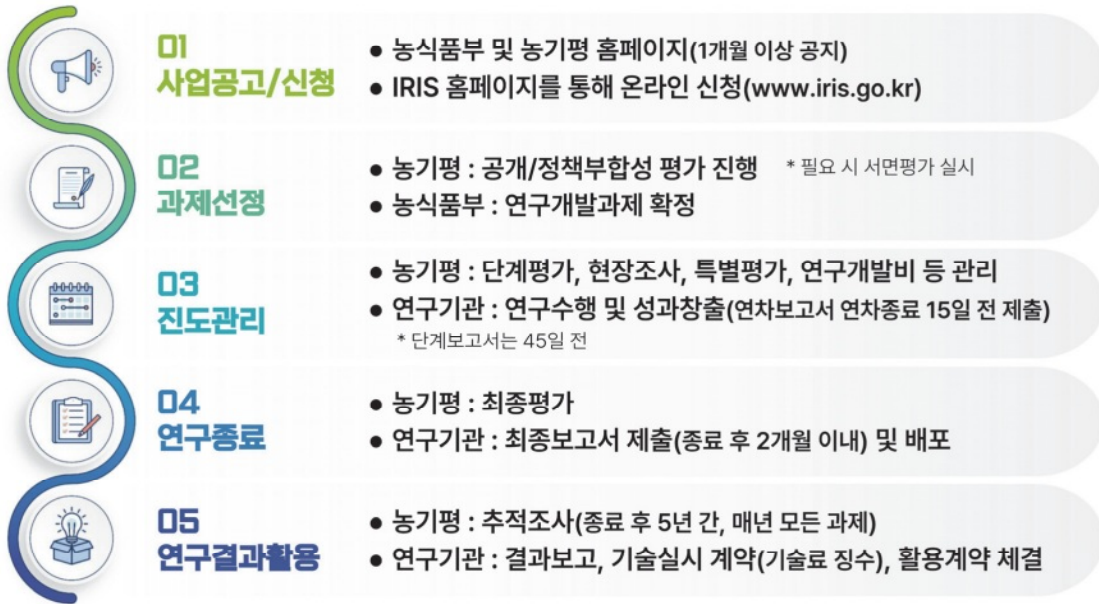 01
사업공고/신청
● 농식품부 및 농기평 홈페이지(1개월 이상 공지)
● IRIS 홈페이지를 통해 온라인 신청(www.iris.go.kr)
02
과제선정
● 농기평 : 공개/정책부합성 평가 진행 * 필요 시 서면평가 실시
● 농식품부 : 연구개발과제 확정
03
진도관리
● 농기평 : 단계평가, 현장조사, 특별평가, 연구개발비 등 관리
● 연구기관 : 연구수행 및 성과창출(연차보고서 연차종료 15일 전 제출)
* 단계보고서는 45일 전
04
연구종료
● 농기평 : 최종평가
● 연구기관 : 최종보고서 제출(종료 후 2개월 이내) 및 배포
05
연구결과활용
● 농기평 : 추적조사(종료 후 5년 간, 매년 모든 과제)
● 연구기관 : 결과보고, 기술실시 계약(기술료 징수), 활용계약 체결